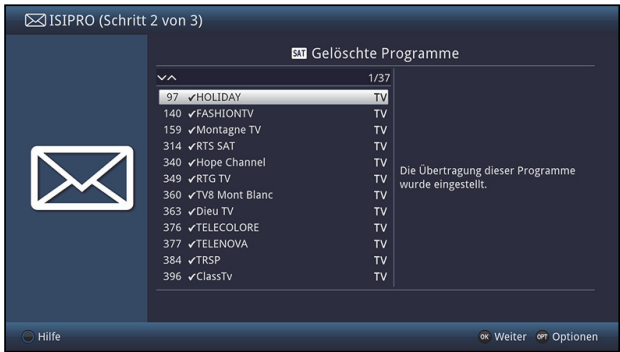 ISIPRO (Schritt 2 von 3)
SAT Gelöschte Programme
1/37
97 ✔HOLIDAY TV
140 ✔FASHIONTV TV
159 ✔Montagne TV TV
314 ✔RTS SAT TV
340 ✔Hope Channel TV
349 ✔RTG TV TV
360 ✔TV8 Mont Blanc TV
363 ✔Dieu TV TV
376 ✔TELECOLORE TV
377 ✔TELENOVA TV
384 ✔TRSP TV
396 ✔ClassTv TV
Die Übertragung dieser Programme
wurde eingestellt.
Hilfe
OK Weiter OPT Optionen